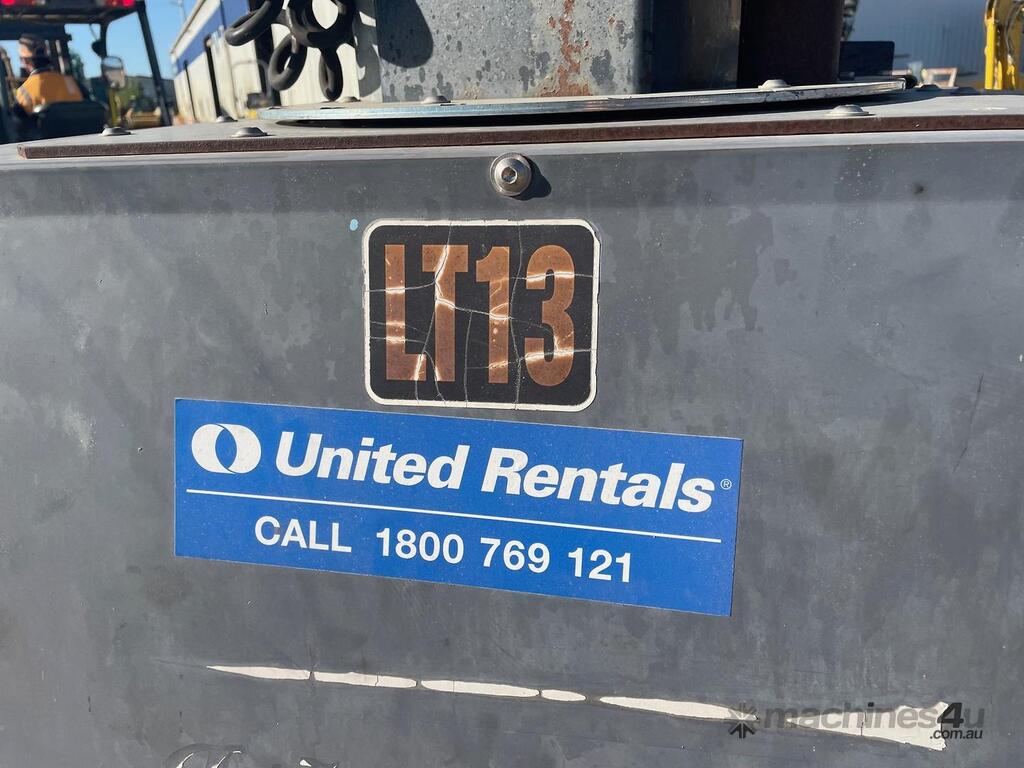 LT13
United Rentals®
CALL 1800 769 121
machines4u
.com.au